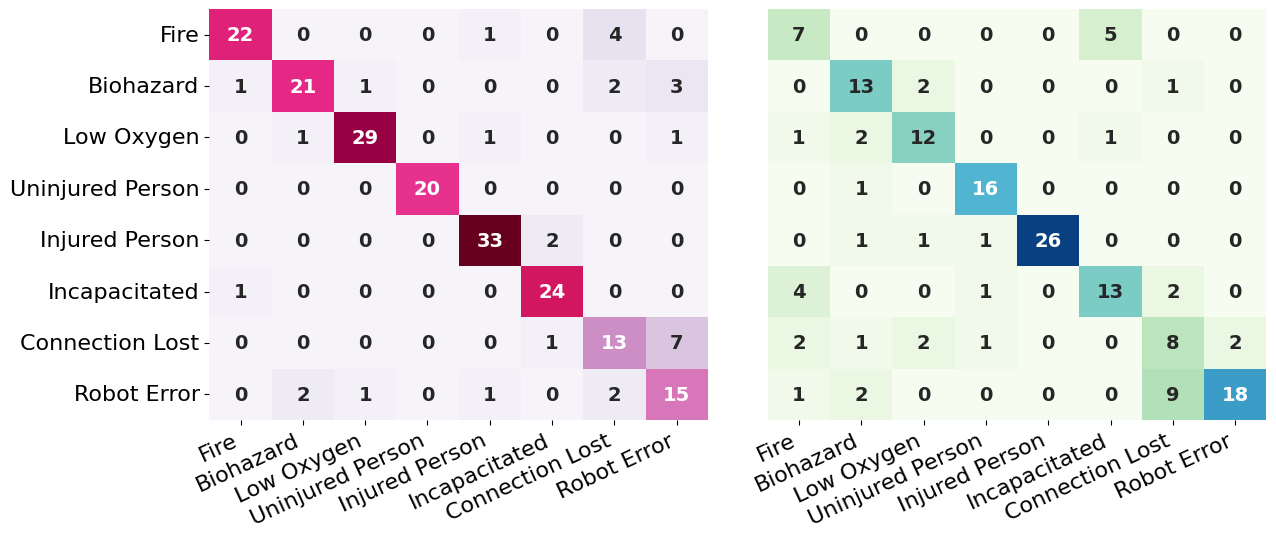 Fire 22 0 0 0 1 4 0 7 0 0 0 0 5 0 0
Biohazard 1 21 1 0 0 0 2 3 0 13 2 0 0 0 1 0
Low Oxygen 0 1 29 0 1 0 0 1 1 2 12 0 0 1 0 0
Uninjured Person 0 0 0 20 0 0 0 0 0 1 0 16 0 0 0 0
Injured Person 0 0 0 0 33 2 0 0 0 1 1 1 26 0 0 0
Incapacitated 1 0 0 0 0 24 0 0 4 0 0 1 0 13 2 0
Connection Lost 0 0 0 0 0 1 13 7 2 1 2 1 0 0 8 2
Robot Error 0 2 1 0 1 0 2 15 1 2 0 0 0 0 9 18
Fire
Biohazard
Low Oxygen
Uninjured Person
Injured Person
Incapacitated
Connection Lost
Robot Error
Fire
Biohazard
Low Oxygen
Uninjured Person
Injured Person
Incapacitated
Connection Lost
Robot Error